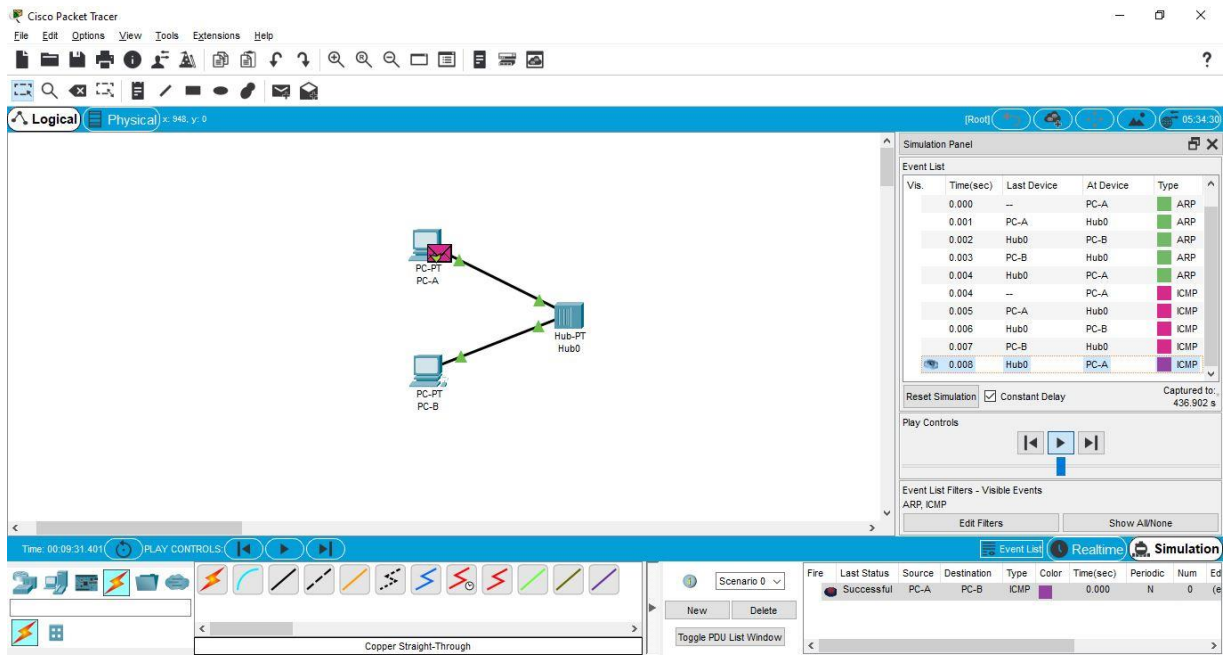 Cisco Packet Tracer
File Edit Options View Tools Extensions Help
?
Logical Physical x: 948, y: 0 [Root] 05:34:30
Simulation Panel
Event List
Vis. Time(sec) Last Device At Device Type
0.000 -- PC-A ARP
0.001 PC-A Hub0 ARP
0.002 Hub0 PC-B ARP
0.003 PC-B Hub0 ARP
0.004 Hub0 PC-A ARP
0.004 -- PC-A ICMP
0.005 PC-A Hub0 ICMP
0.006 Hub0 PC-B ICMP
0.007 PC-B Hub0 ICMP
0.008 Hub0 PC-A ICMP
Reset Simulation Constant Delay Captured to:
436.902 s
Play Controls
Event List Filters - Visible Events
ARP, ICMP
Edit Filters Show All/None
PC-PT
PC-A
Hub-PT
Hub0
PC-PT
PC-B
Time: 00:09:31.401 PLAY CONTROLS: Event List Realtime Simulation
Copper Straight-Through
Scenario 0
New Delete
Toggle PDU List Window
Fire Last Status Source Destination Type Color Time(sec) Periodic Num Ed
Successful PC-A PC-B ICMP 0.000 N 0 (e